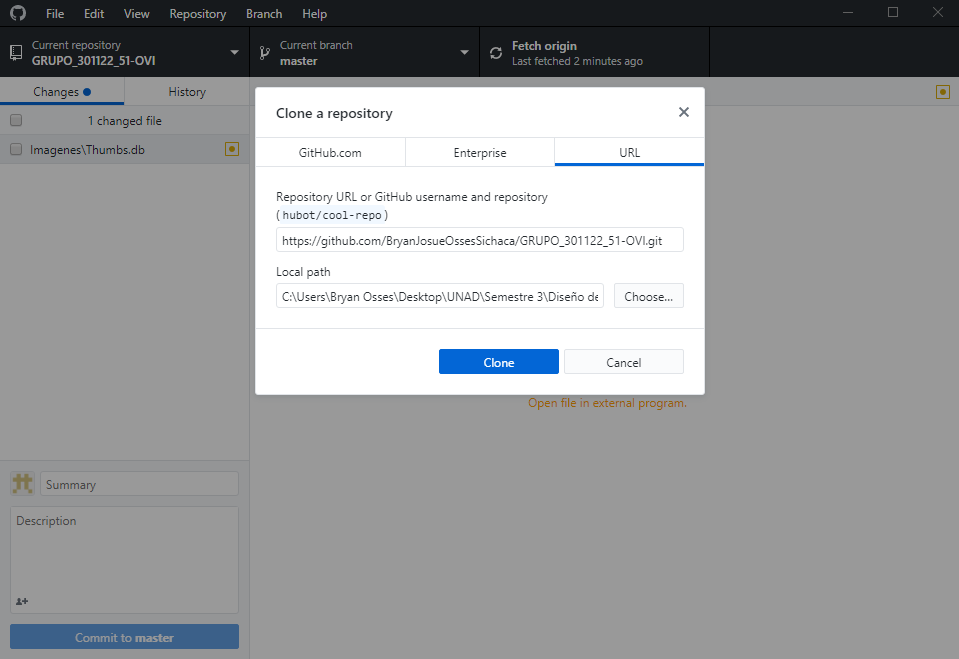 File Edit View Repository Branch Help
Current repository
GRUPO_301122_51-OVI
Current branch
master
Fetch origin
Last fetched 2 minutes ago
Changes
History
1 changed file
Imagenes\Thumbs.db
Clone a repository
GitHub.com
Enterprise
URL
Repository URL or GitHub username and repository
(hubot/cool-repo)
https://github.com/BryanJosueOssesSichaca/GRUPO_301122_51-OVI.git
Local path
C:\Users\Bryan Osses\Desktop\UNAD\Semestre 3\Diseño de
Choose...
Clone
Cancel
Open file in external program.
Summary
Description
Commit to master